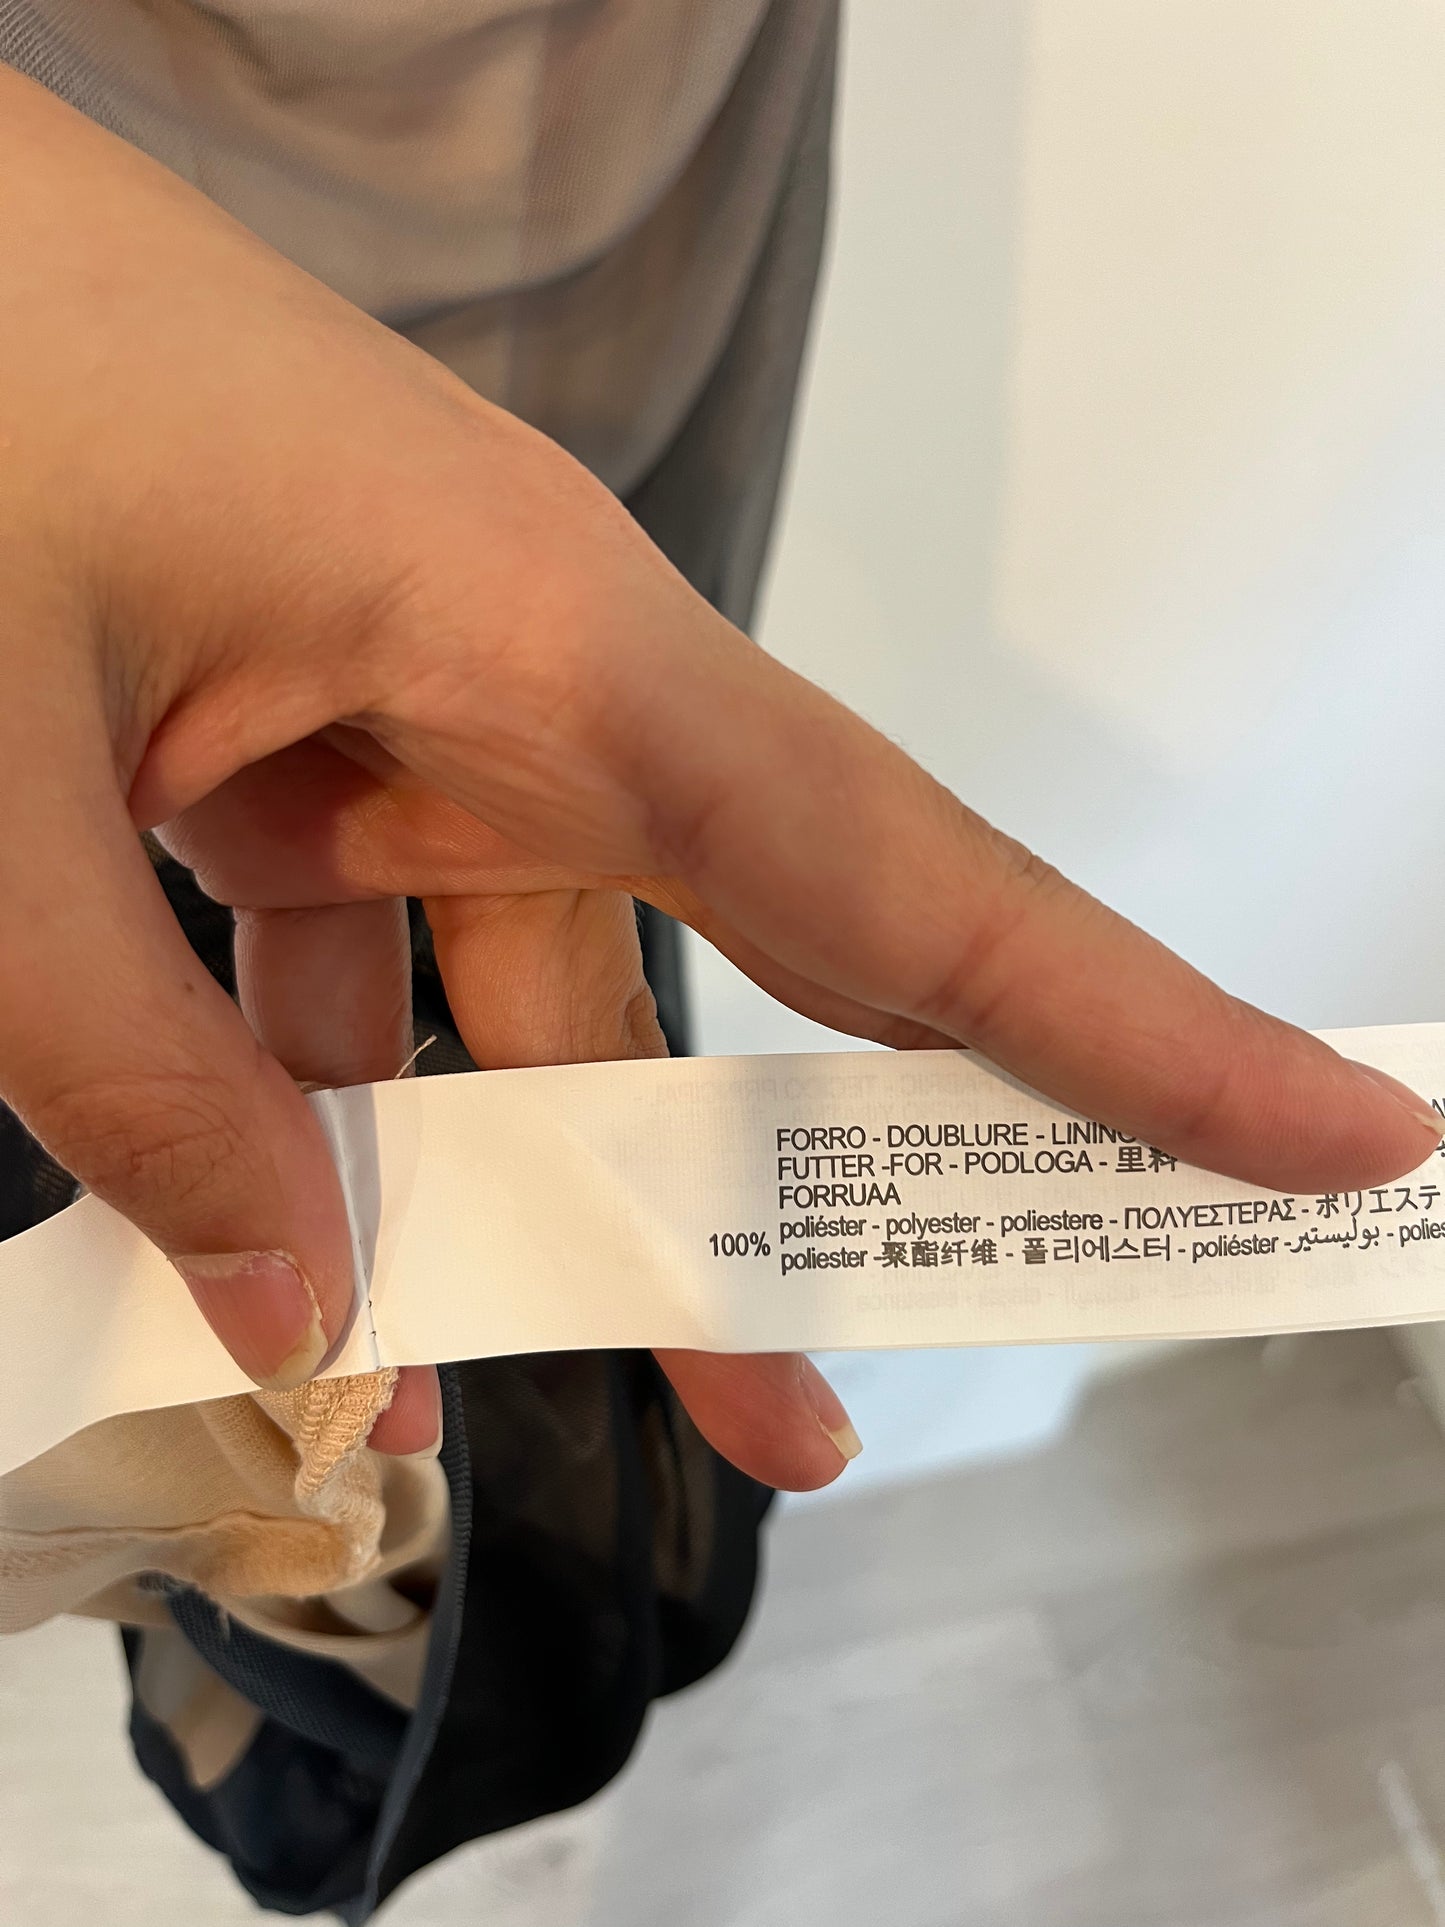 FORRO - DOUBLURE - LINING
FUTTER -FOR - PODLOGA - 里料
FORRUAA
100%
poliéster - polyester - poliestere - ΠΟΛΥΕΣΤΕΡΑΣ - ポリエステ
poliester -聚酯纤维 - 폴리에스터 - poliéster -بوليستير - polies